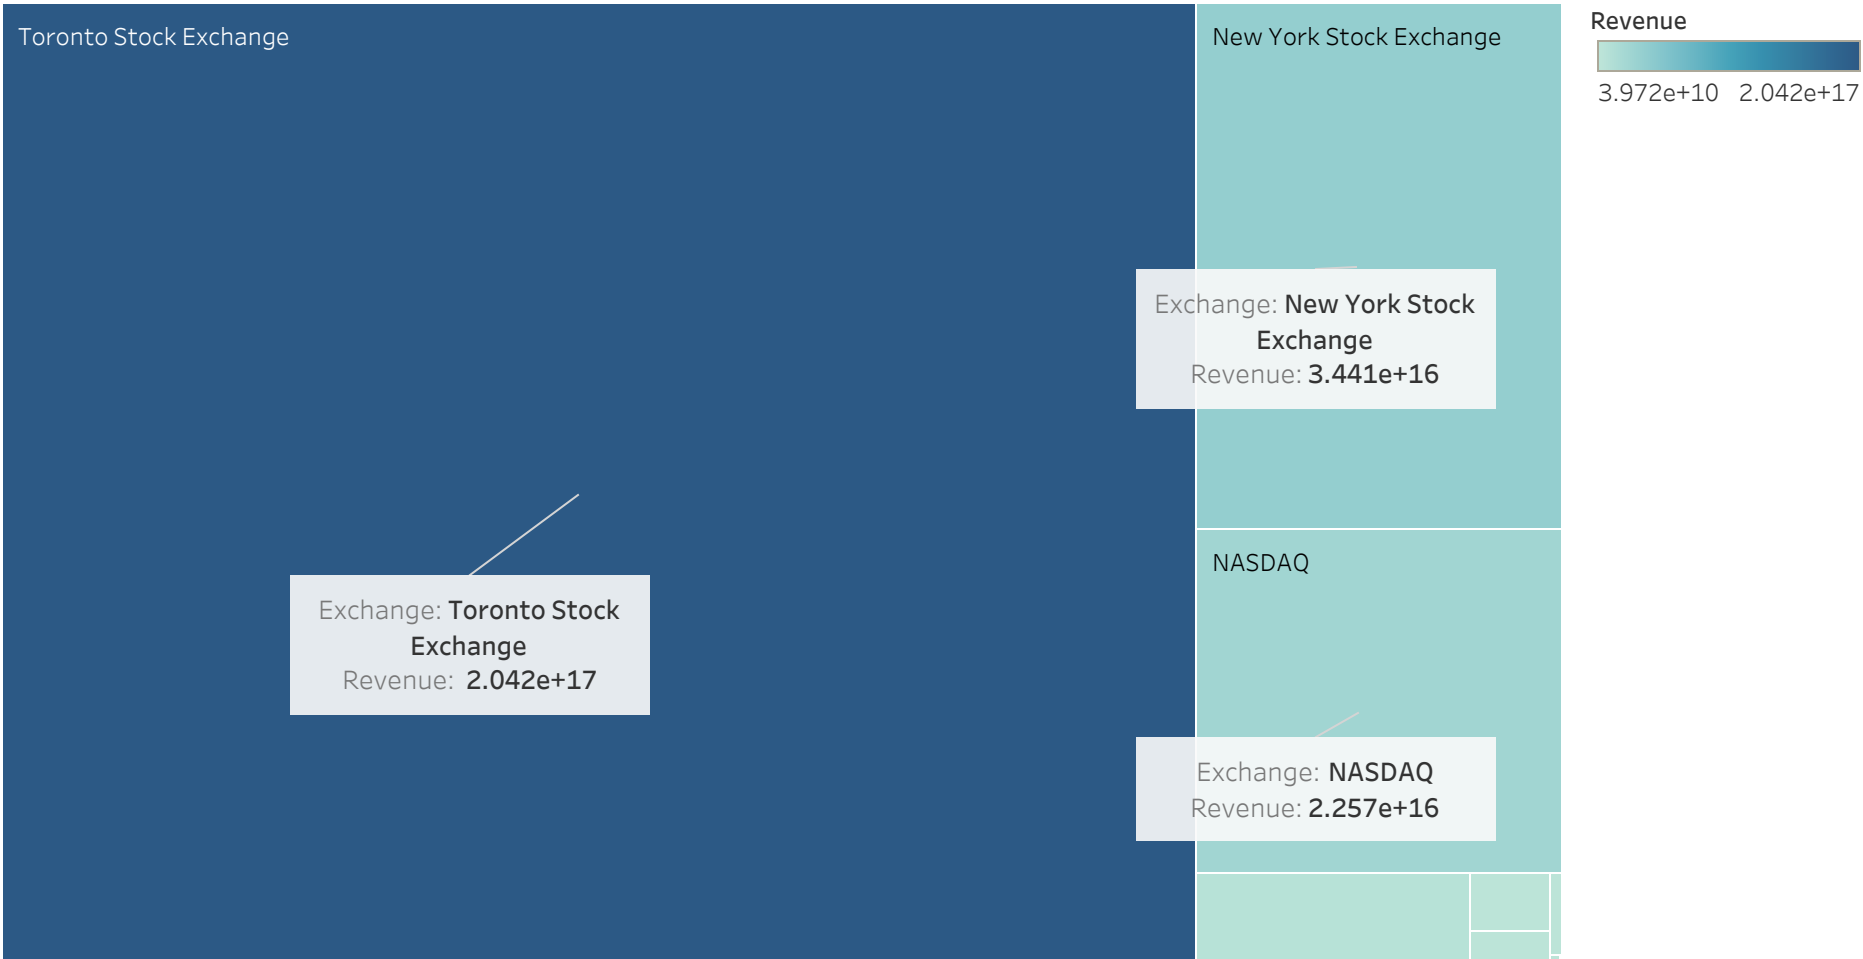 Toronto Stock Exchange
New York Stock Exchange
Revenue
3.972e+10 2.042e+17
Exchange: New York Stock
Exchange
Revenue: 3.441e+16
NASDAQ
Exchange: Toronto Stock
Exchange
Revenue: 2.042e+17
Exchange: NASDAQ
Revenue: 2.257e+16